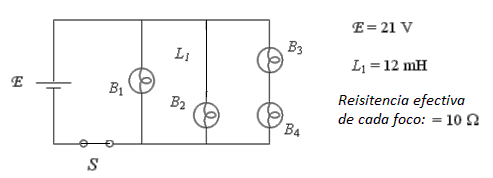 ℰ
S
B₁
L₁
B₂
B₃
B₄
ℰ = 21 V
L₁ = 12 mH
Reisitencia efectiva
de cada foco: = 10 Ω